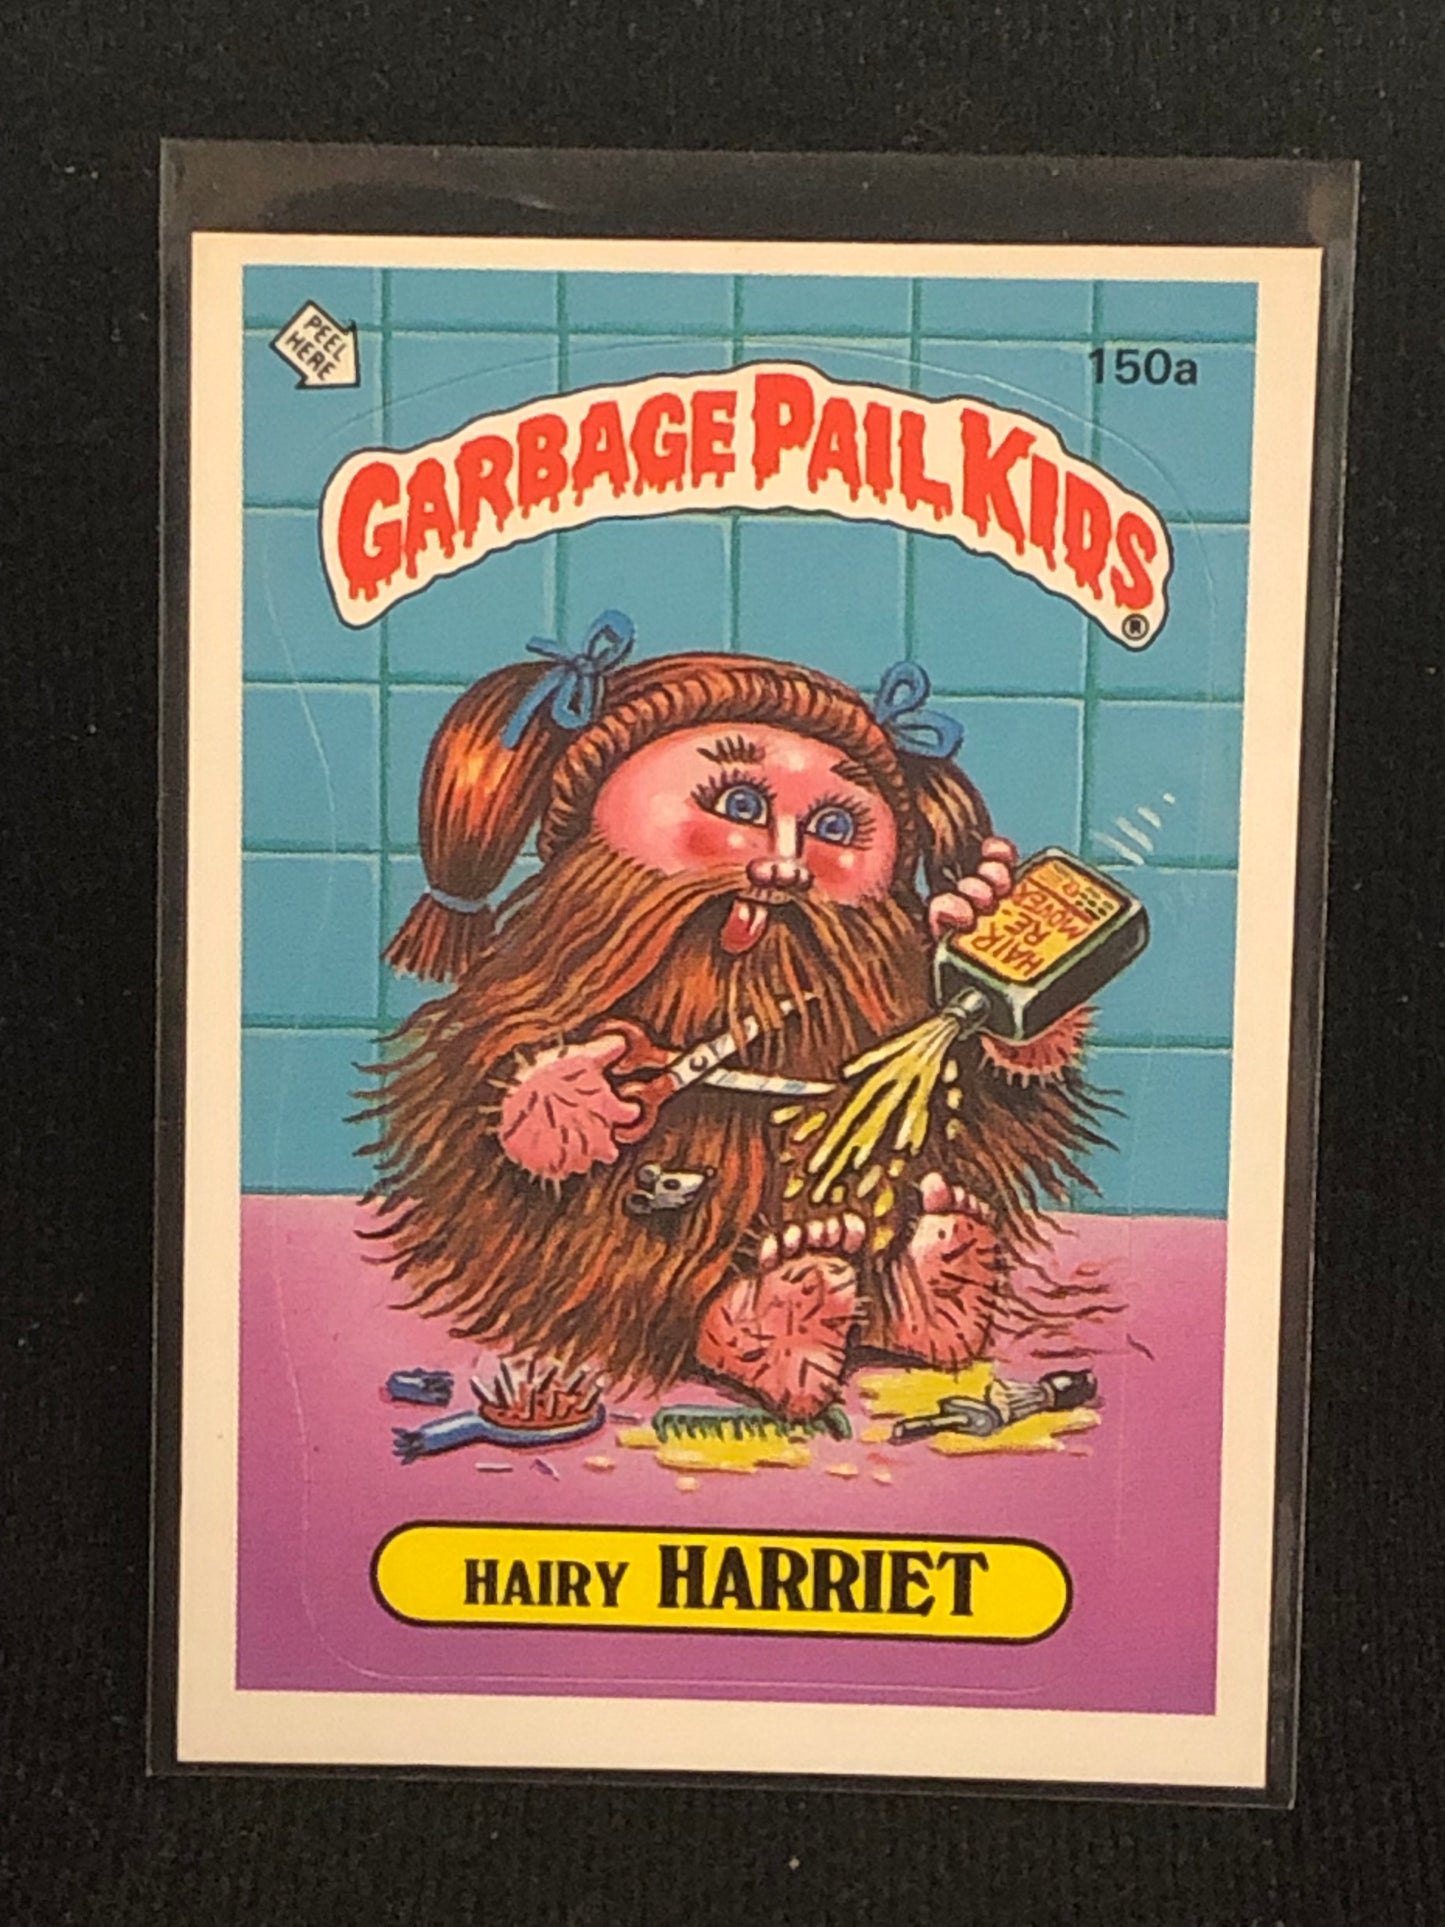 PEEL
HERE
150a
GARBAGE PAIL KIDS
®
HAIR
RE-
MOVER
HAIRY HARRIET